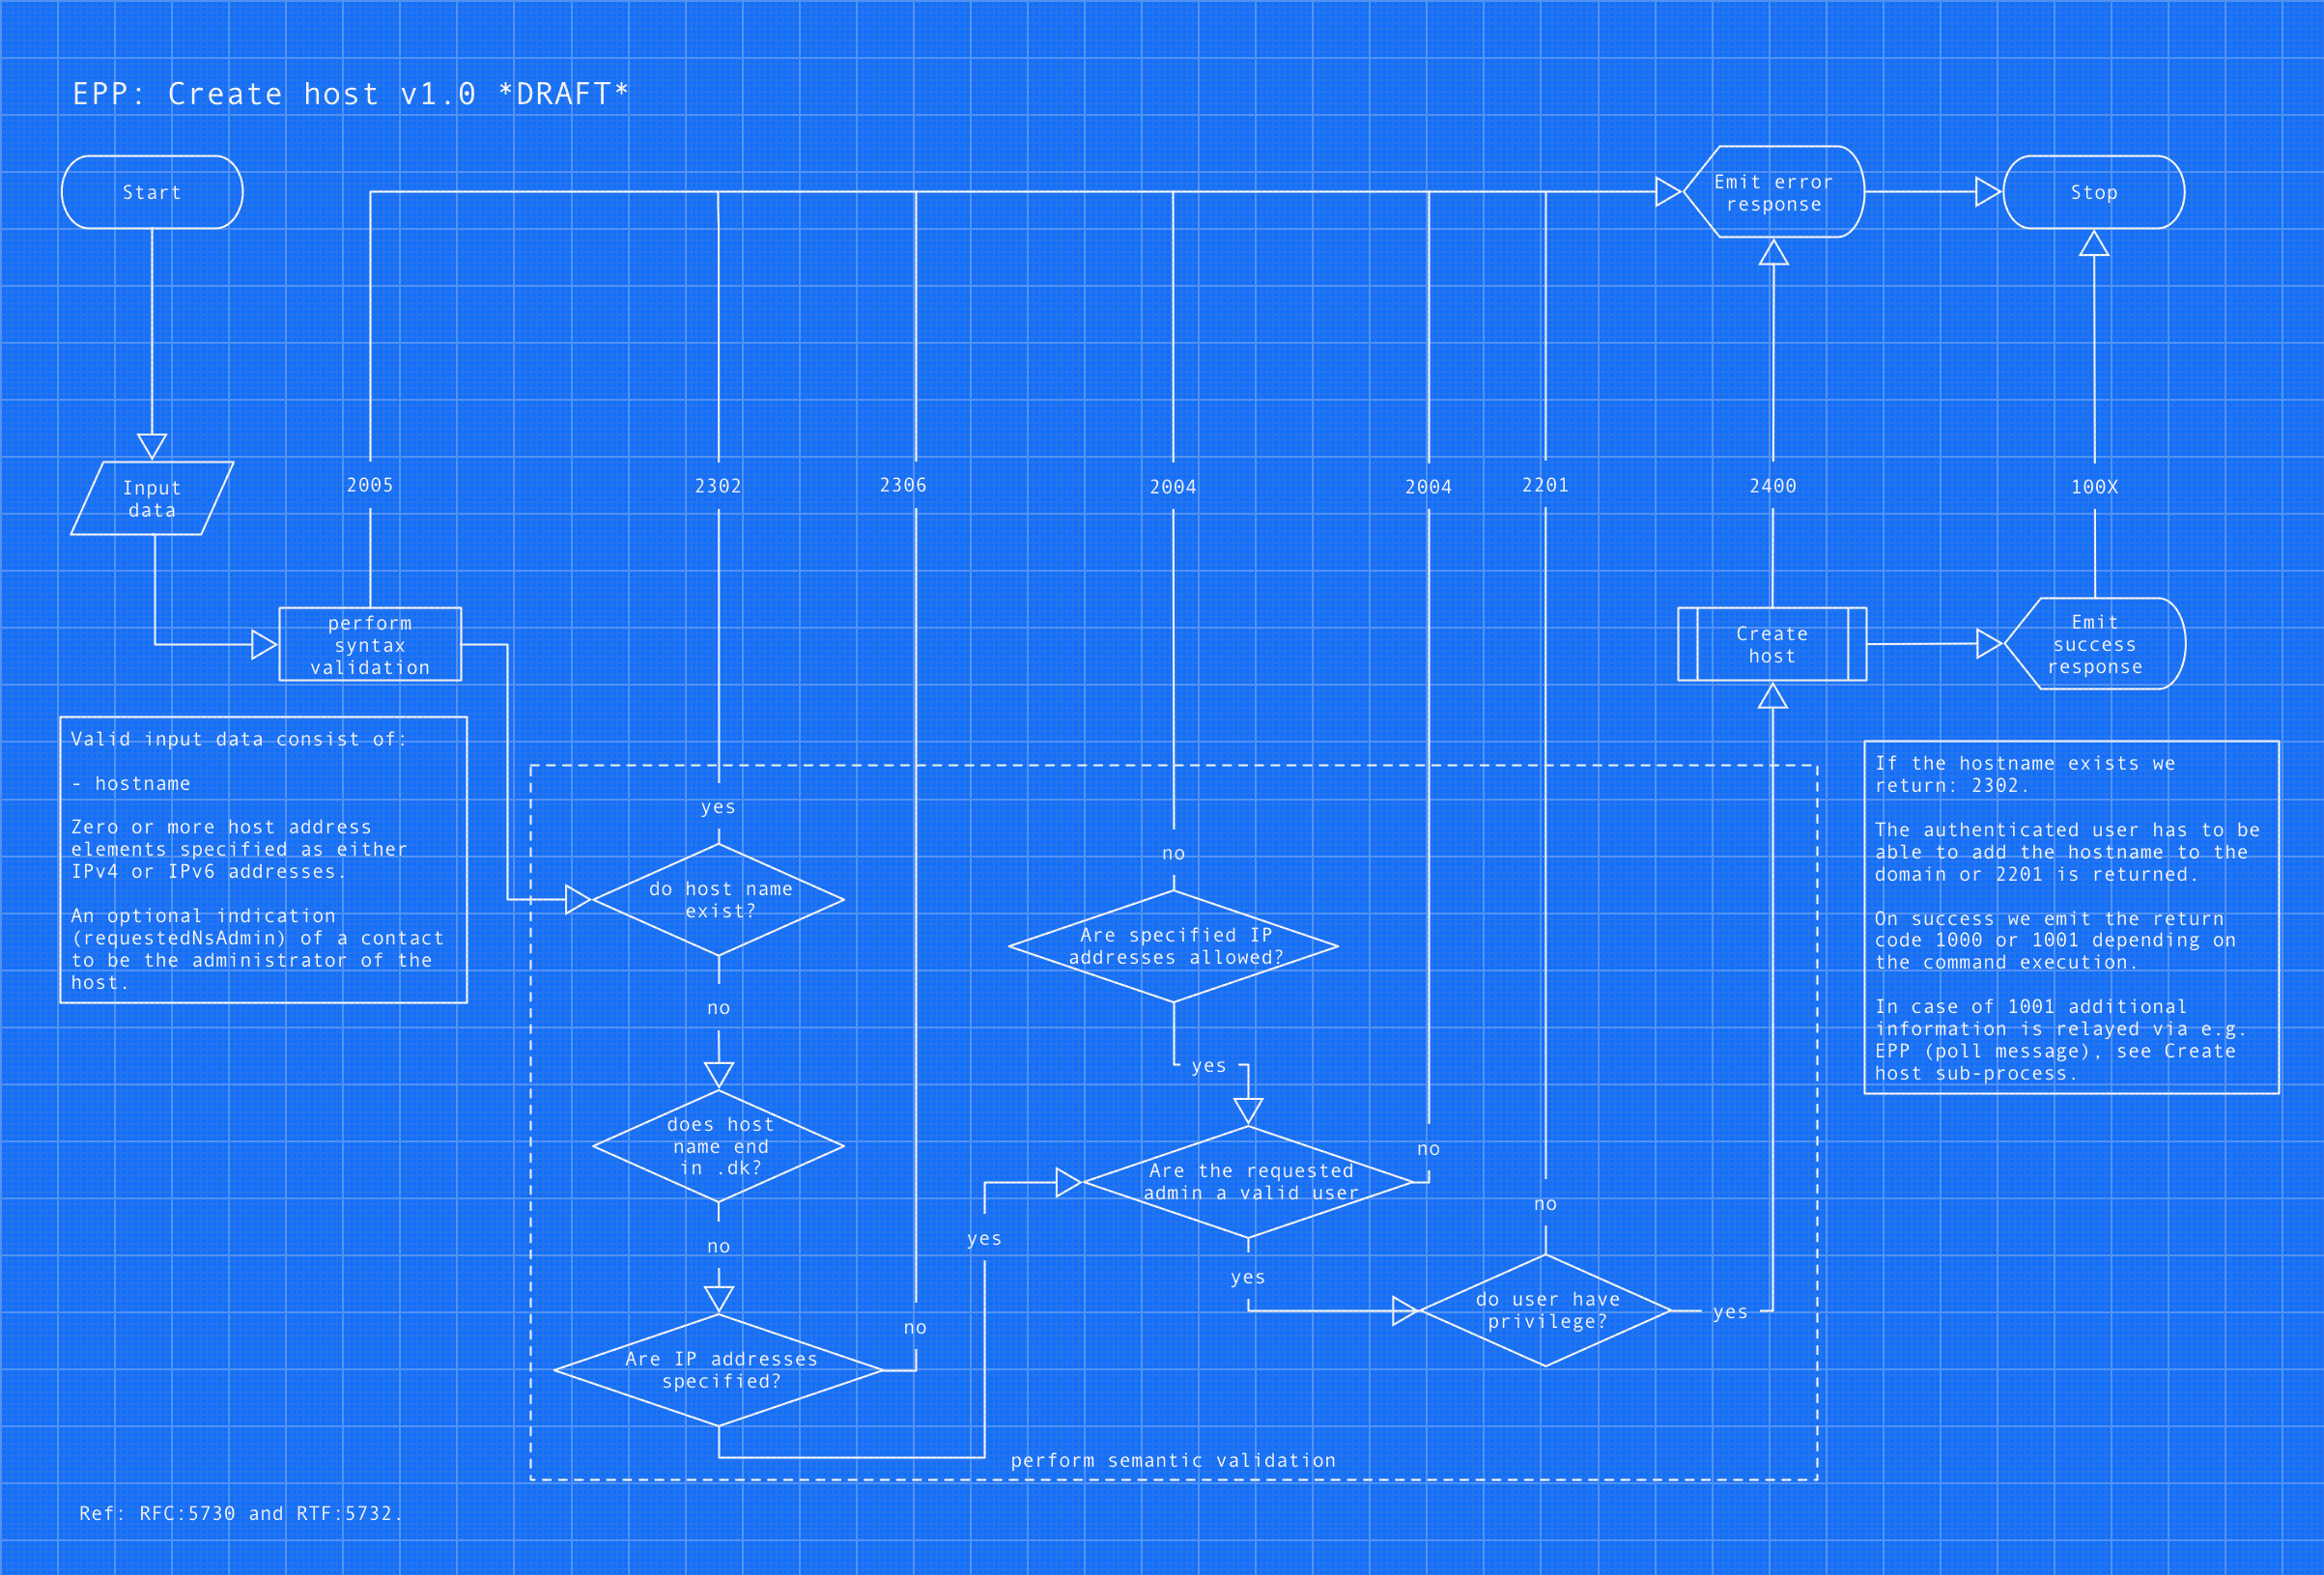 EPP: Create host v1.0 *DRAFT*
Start
Emit error
response
Stop
Input
data
2005
2302
2306
2004
2004
2201
2400
100X
perform
syntax
validation
Create
host
Emit
success
response
Valid input data consist of:
- hostname
Zero or more host address
elements specified as either
IPv4 or IPv6 addresses.
An optional indication
(requestedNsAdmin) of a contact
to be the administrator of the
host.
If the hostname exists we
return: 2302.
The authenticated user has to be
able to add the hostname to the
domain or 2201 is returned.
On success we emit the return
code 1000 or 1001 depending on
the command execution.
In case of 1001 additional
information is relayed via e.g.
EPP (poll message), see Create
host sub-process.
yes
do host name
exist?
no
does host
name end
in .dk?
no
Are IP addresses
specified?
no
yes
no
Are specified IP
addresses allowed?
yes
Are the requested
admin a valid user
no
yes
no
do user have
privilege?
yes
perform semantic validation
Ref: RFC:5730 and RTF:5732.